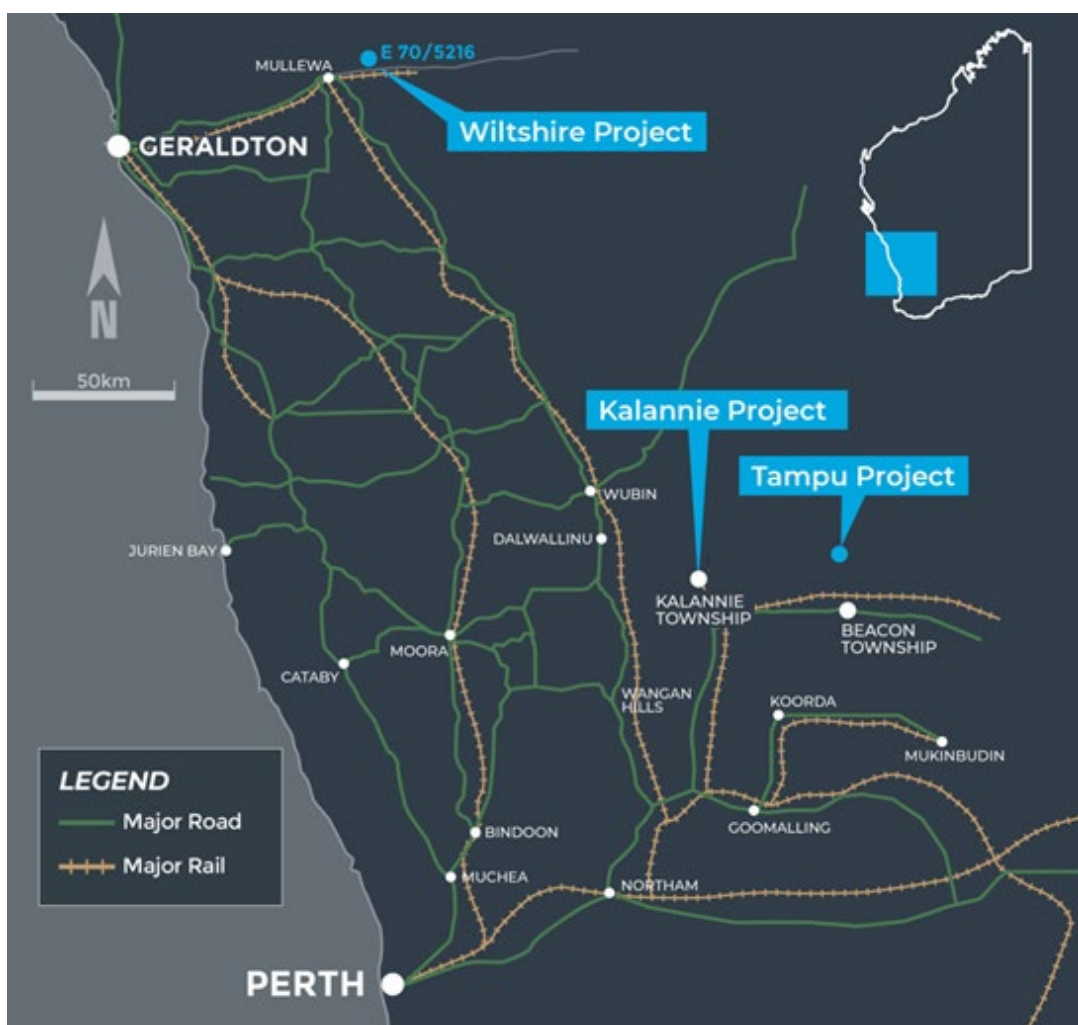 E 70/5216
MULLEWA
Wiltshire Project
GERALDTON
N
50km
Kalannie Project
Tampu Project
WUBIN
DALWALLINU
JURIEN BAY
KALANNIE
TOWNSHIP
BEACON
TOWNSHIP
MOORA
CATABY
WANGAN
HILLS
KOORDA
MUKINBUDIN
LEGEND
Major Road
Major Rail
BINDOON
GOOMALLING
MUCHEA
NORTHAM
PERTH